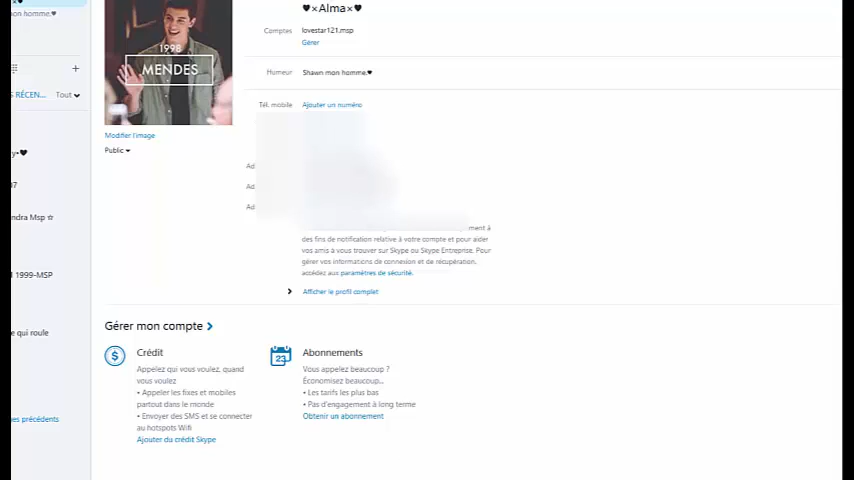 mon homme.♥
♥×Alma×♥
Comptes lovestar121.msp
Gérer
Humeur Shawn mon homme.♥
1998
MENDES
RÉCEN... Tout
Tél. mobile Ajouter un numéro
Modifier l'image
Public
Ad
Ad
Ad
ndra Msp ☆
ment à
des fins de notification relative à votre compte et pour aider
vos amis à vous trouver sur Skype ou Skype Entreprise. Pour
gérer vos informations de connexion et de récupération,
accédez aux paramètres de sécurité.
1999-MSP
Afficher le profil complet
e qui roule
Gérer mon compte
Crédit
Appelez qui vous voulez, quand
vous voulez
• Appeler les fixes et mobiles
partout dans le monde
• Envoyer des SMS et se connecter
au hotspots Wifi
Ajouter du crédit Skype
23
Abonnements
Vous appelez beaucoup ?
Économisez beaucoup...
• Les tarifs les plus bas
• Pas d'engagement à long terme
Obtenir un abonnement
es précédents